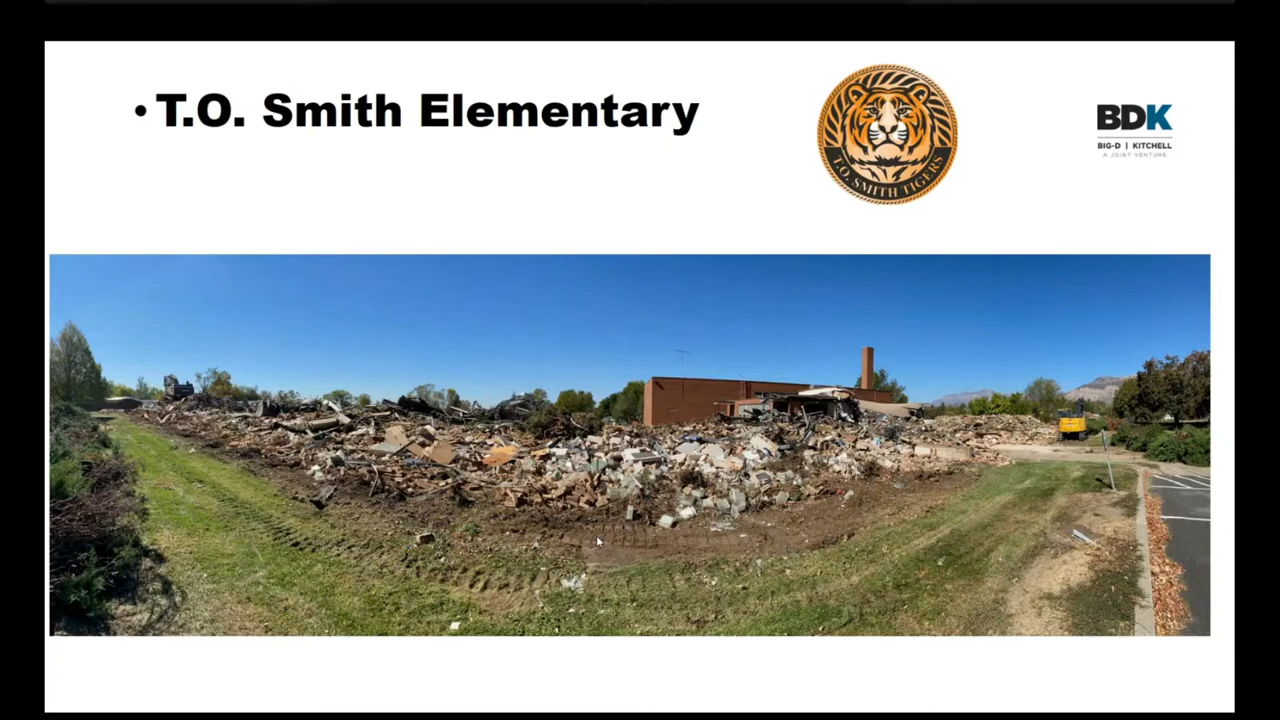 • T.O. Smith Elementary
T.O. SMITH TIGERS
BDK
BIG-D | KITCHELL
A JOINT VENTURE